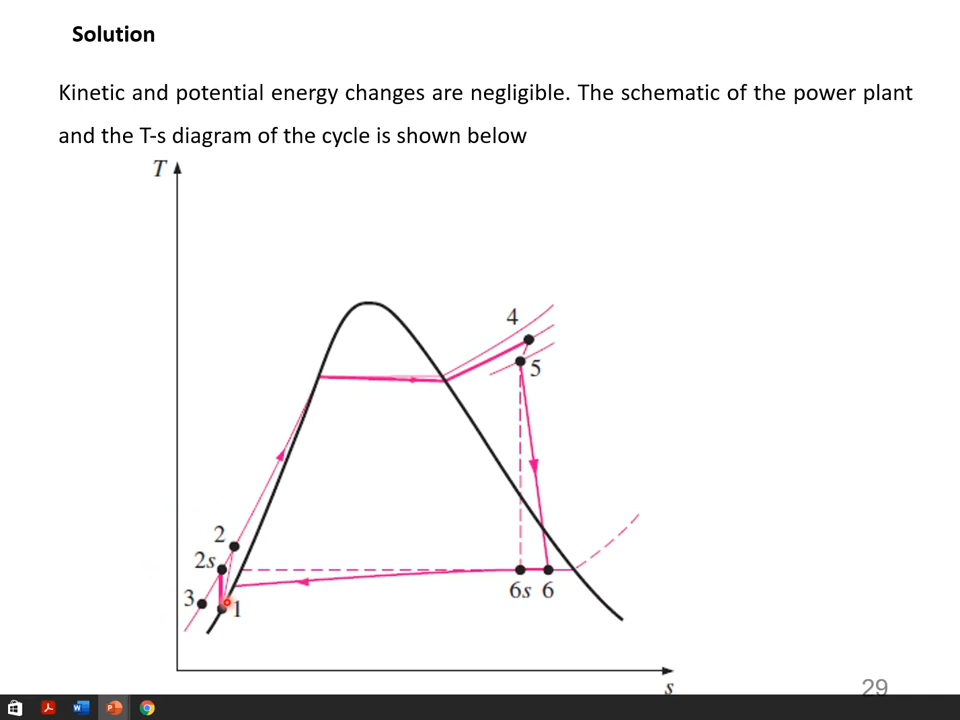 Solution
Kinetic and potential energy changes are negligible. The schematic of the power plant
and the T-s diagram of the cycle is shown below
T
4
5
2
2s
3
1
6s 6
s
29